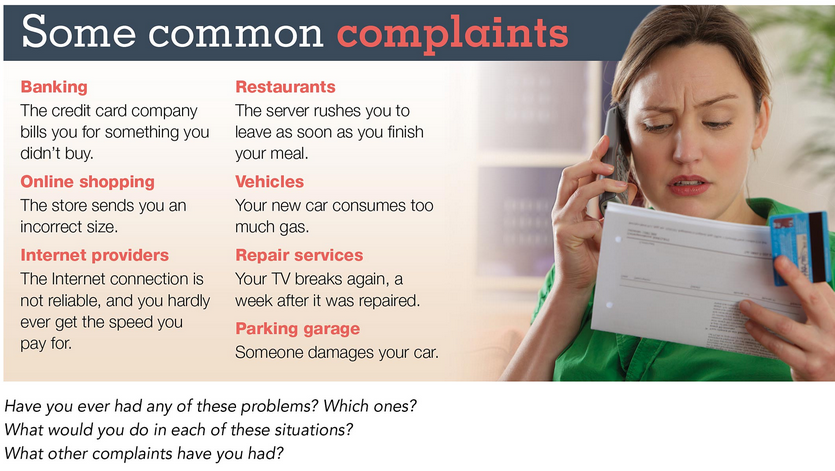 Some common complaints
Banking
The credit card company
bills you for something you
didn't buy.
Online shopping
The store sends you an
incorrect size.
Internet providers
The Internet connection is
not reliable, and you hardly
ever get the speed you
pay for.
Restaurants
The server rushes you to
leave as soon as you finish
your meal.
Vehicles
Your new car consumes too
much gas.
Repair services
Your TV breaks again, a
week after it was repaired.
Parking garage
Someone damages your car.
Have you ever had any of these problems? Which ones?
What would you do in each of these situations?
What other complaints have you had?